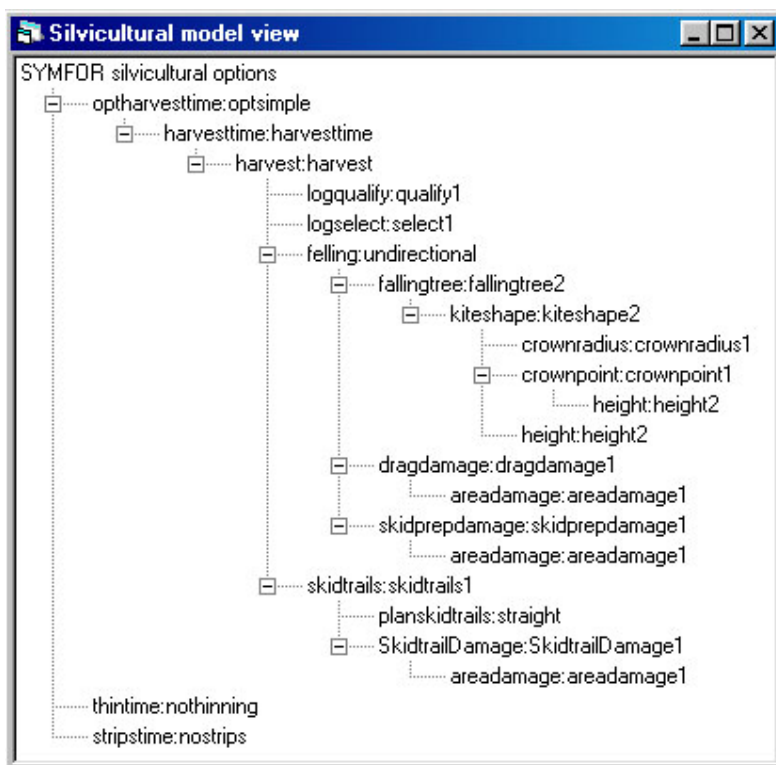 Silvicultural model view
SYMFOR silvicultural options
optharvesttime:optsimple
harvesttime:harvesttime
harvest:harvest
logqualify:qualify1
logselect:select1
felling:undirectional
fallingtree:fallingtree2
kiteshape:kiteshape2
crownradius:crownradius1
crownpoint:crownpoint1
height:height2
height:height2
dragdamage:dragdamage1
areadamage:areadamage1
skidprepdamage:skidprepdamage1
areadamage:areadamage1
skidtrails:skidtrails1
planskidtrails:straight
SkidtrailDamage:SkidtrailDamage1
areadamage:areadamage1
thintime:nothinning
stripstime:nostrips